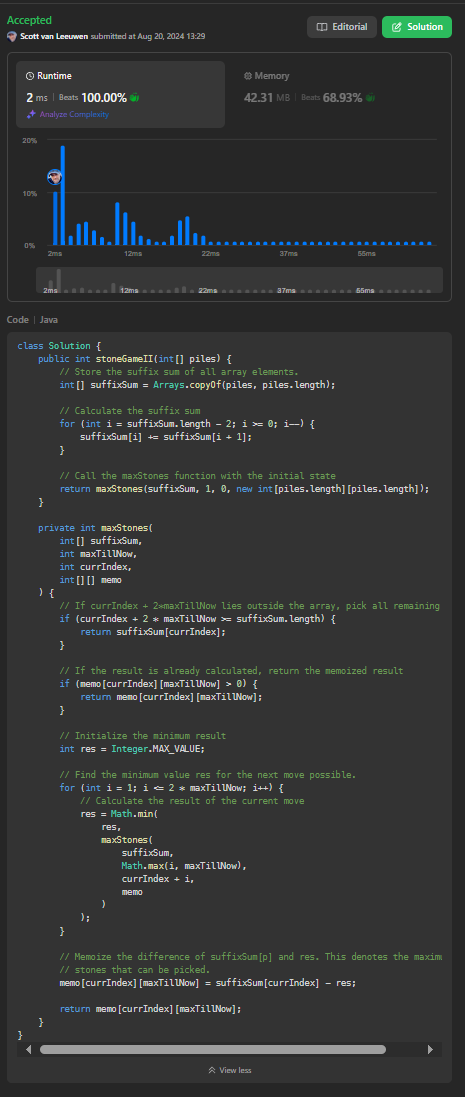 Accepted
Scott van Leeuwen submitted at Aug 20, 2024 13:29
Editorial
Solution
Runtime
2 ms | Beats 100.00%
Analyze Complexity
Memory
42.31 MB | Beats 68.93%
20%
10%
0%
2ms 12ms 22ms 37ms 55ms
2ms 12ms 22ms 37ms 55ms
Code | Java
class Solution {
    public int stoneGameII(int[] piles) {
        // Store the suffix sum of all array elements.
        int[] suffixSum = Arrays.copyOf(piles, piles.length);

        // Calculate the suffix sum
        for (int i = suffixSum.length - 2; i >= 0; i--) {
            suffixSum[i] += suffixSum[i + 1];
        }

        // Call the maxStones function with the initial state
        return maxStones(suffixSum, 1, 0, new int[piles.length][piles.length]);
    }

    private int maxStones(
        int[] suffixSum,
        int maxTillNow,
        int currIndex,
        int[][] memo
    ) {
        // If currIndex + 2*maxTillNow lies outside the array, pick all remaining
        if (currIndex + 2 * maxTillNow >= suffixSum.length) {
            return suffixSum[currIndex];
        }

        // If the result is already calculated, return the memoized result
        if (memo[currIndex][maxTillNow] > 0) {
            return memo[currIndex][maxTillNow];
        }

        // Initialize the minimum result
        int res = Integer.MAX_VALUE;

        // Find the minimum value res for the next move possible.
        for (int i = 1; i <= 2 * maxTillNow; i++) {
            // Calculate the result of the current move
            res = Math.min(
                res,
                maxStones(
                    suffixSum,
                    Math.max(i, maxTillNow),
                    currIndex + i,
                    memo
                )
            );
        }

        // Memoize the difference of suffixSum[p] and res. This denotes the maximu
        // stones that can be picked.
        memo[currIndex][maxTillNow] = suffixSum[currIndex] - res;

        return memo[currIndex][maxTillNow];
    }
}
View less